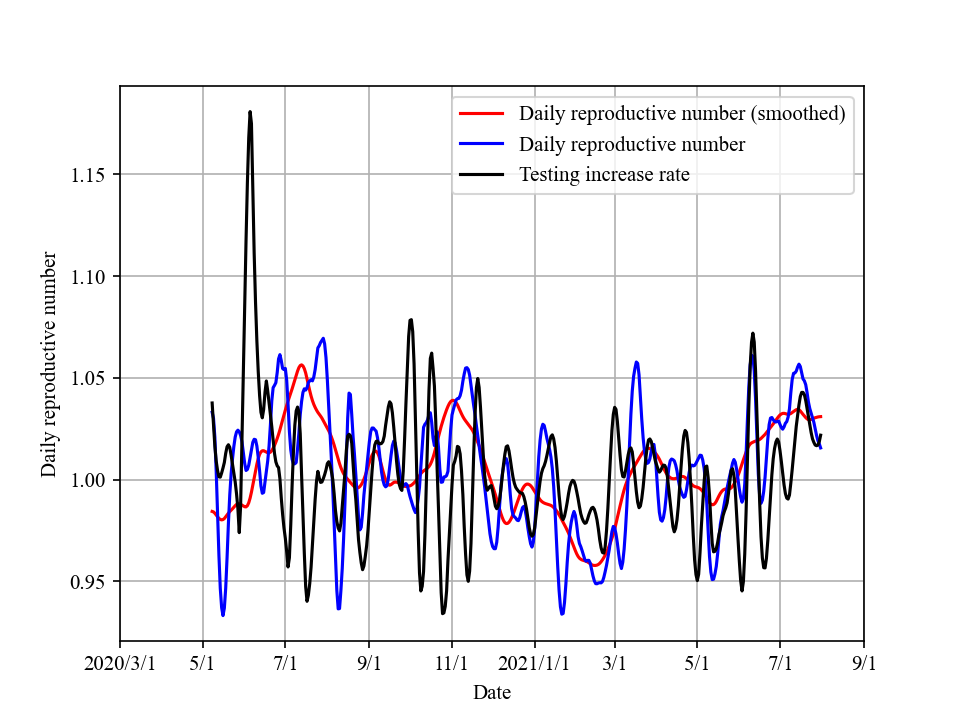 Daily reproductive number (smoothed)
Daily reproductive number
Testing increase rate
Daily reproductive number
1.15
1.10
1.05
1.00
0.95
2020/3/1 5/1 7/1 9/1 11/1 2021/1/1 3/1 5/1 7/1 9/1
Date